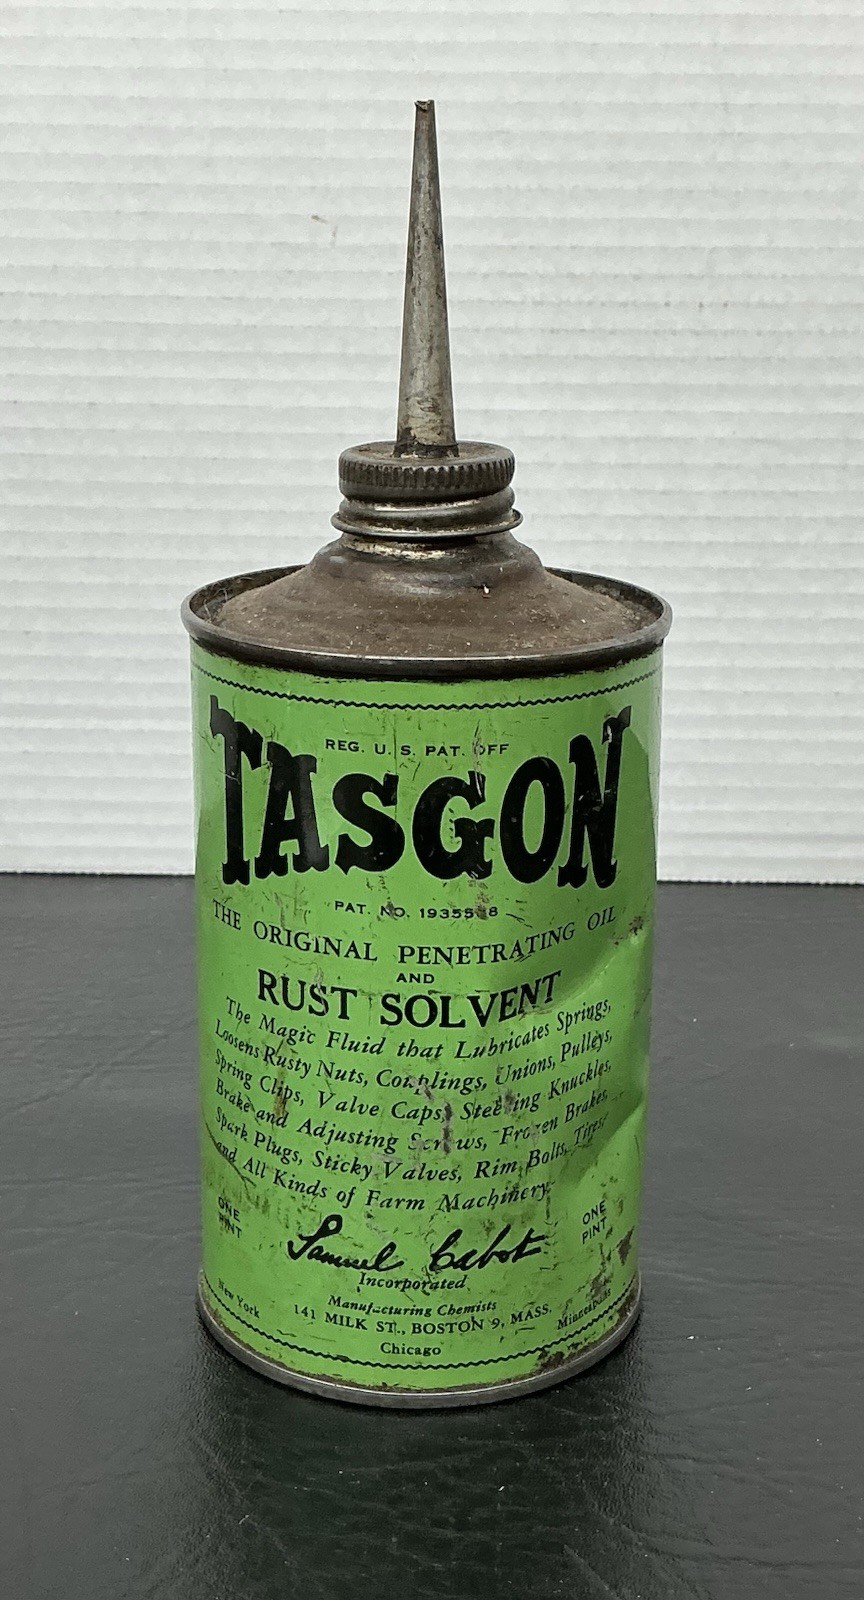 REG. U. S. PAT. OFF
TASGON
PAT. NO.
THE ORIGINAL PENETRATING OIL
AND
RUST SOLVENT
The Magic Fluid that Lubricates Springs,
Loosens Rusty Nuts, Couplings, Unions, Pulleys,
Spring Clips, Valve Caps, Steering Knuckles,
Brake and Adjusting Screws, Frozen Brakes,
Spark Plugs, Sticky Valves, Rim Bolts, Tires,
and All Kinds of Farm Machinery.
ONE
PINT
ONE
PINT
Samuel Cabot
Incorporated
Manufacturing Chemists
141 MILK ST., BOSTON 9, MASS.
New York
Minneapolis
Chicago